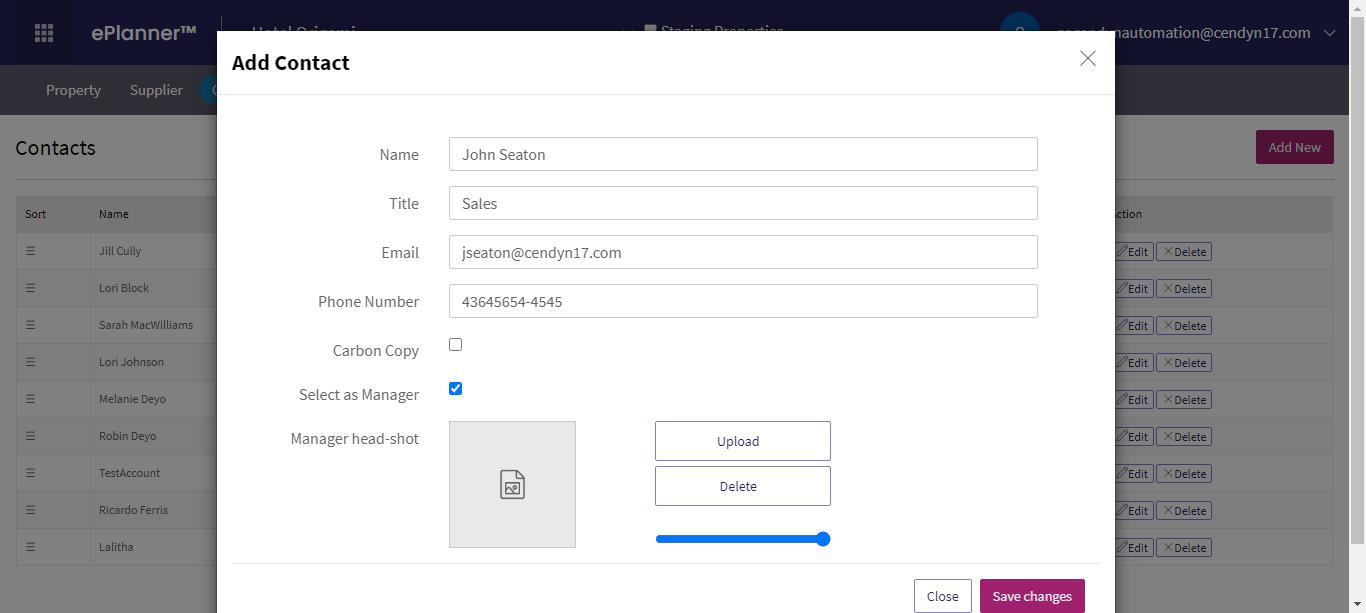 ePlanner™
Hotel Origami
Staging Properties
automation@cendyn17.com
Add Contact
Property
Supplier
Contacts
Add New
Name
John Seaton
Title
Sales
Email
jseaton@cendyn17.com
Phone Number
43645654-4545
Carbon Copy
Select as Manager
Manager head-shot
Upload
Delete
Close
Save changes
Sort
Name
Jill Cully
Edit
Delete
Lori Block
Edit
Delete
Sarah MacWilliams
Edit
Delete
Lori Johnson
Edit
Delete
Melanie Deyo
Edit
Delete
Robin Deyo
Edit
Delete
TestAccount
Edit
Delete
Ricardo Ferris
Edit
Delete
Lalitha
Edit
Delete